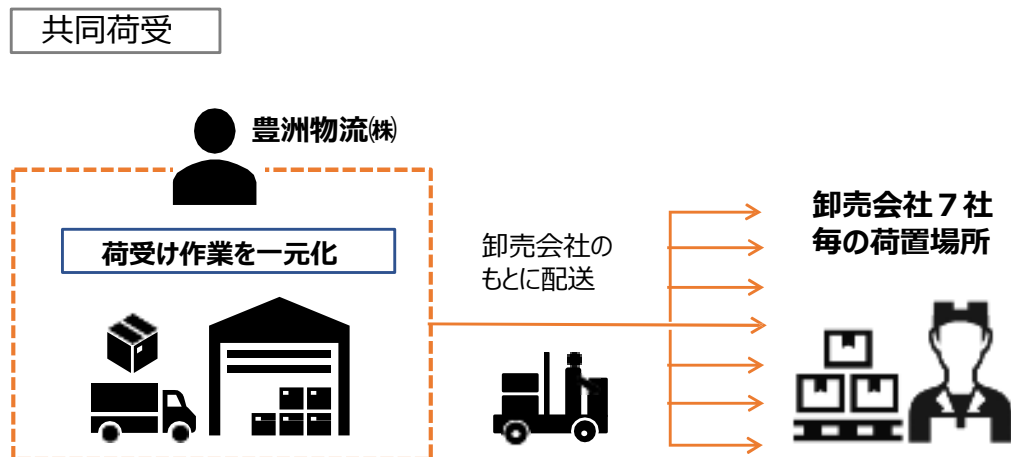 共同荷受
豊洲物流㈱
荷受け作業を一元化
卸売会社の
もとに配送
卸売会社７社
毎の荷置場所